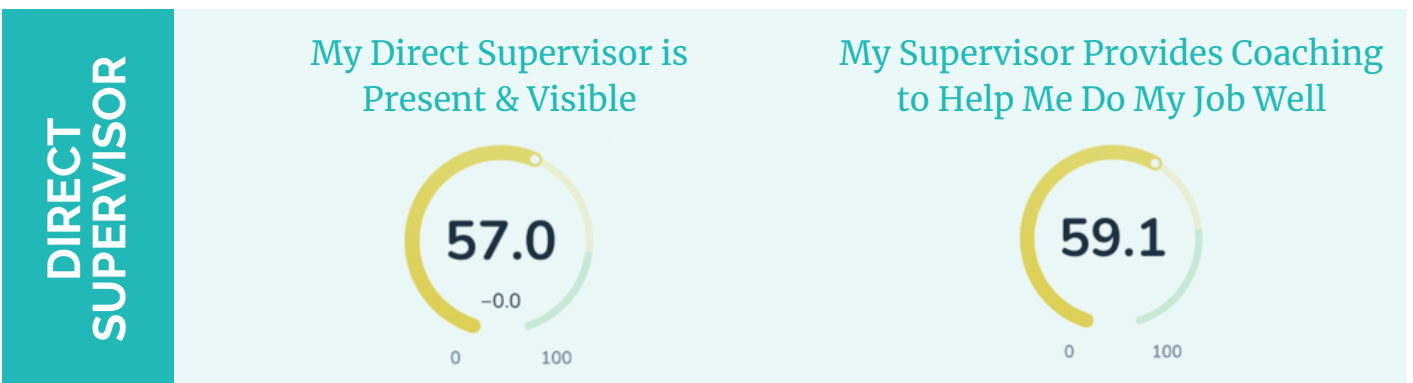 DIRECT
SUPERVISOR
My Direct Supervisor is
Present & Visible
57.0
−0.0
0 100
My Supervisor Provides Coaching
to Help Me Do My Job Well
59.1
0 100